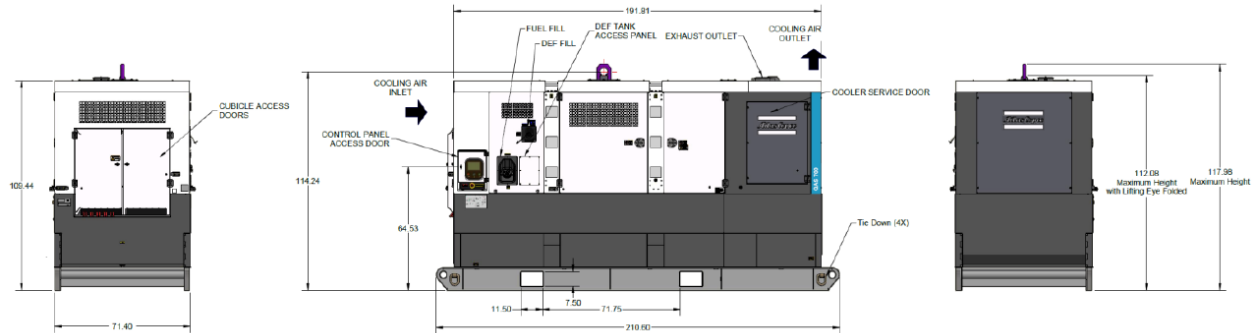 191.81
FUEL FILL
DEF TANK
ACCESS PANEL
DEF FILL
EXHAUST OUTLET
COOLING AIR
OUTLET
COOLING AIR
INLET
CUBICLE ACCESS
DOORS
COOLER SERVICE DOOR
CONTROL PANEL
ACCESS DOOR
109.44
114.24
64.53
112.08
Maximum Height
with Lifting Eye Folded
117.98
Maximum Height
Tie Down (4X)
7.50
11.50
71.75
71.40
210.60